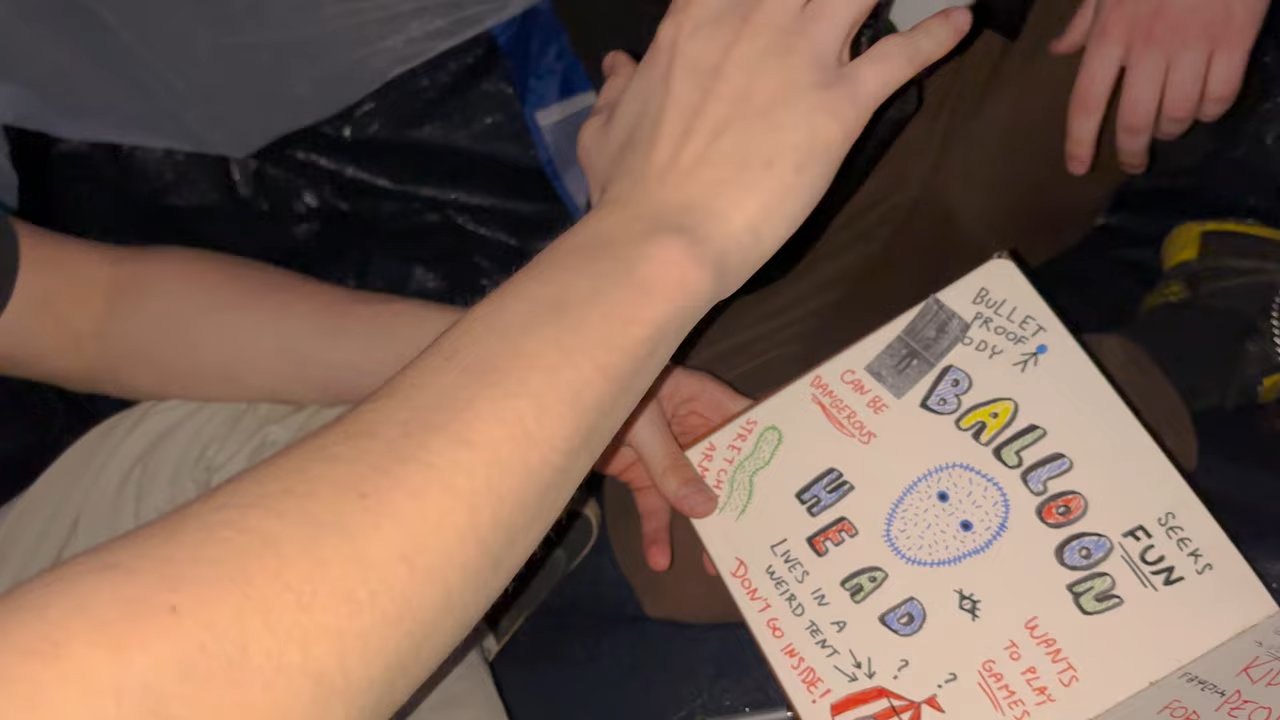 BULLET
PROOF
ODY
CAN BE
DANGEROUS
STRETCH
BALLOON
HEAD
SEEKS
FUN
LIVES IN A
WEIRD TENT
DON'T GO INSIDE!
? ?
WANTS
TO PLAY
GAMES